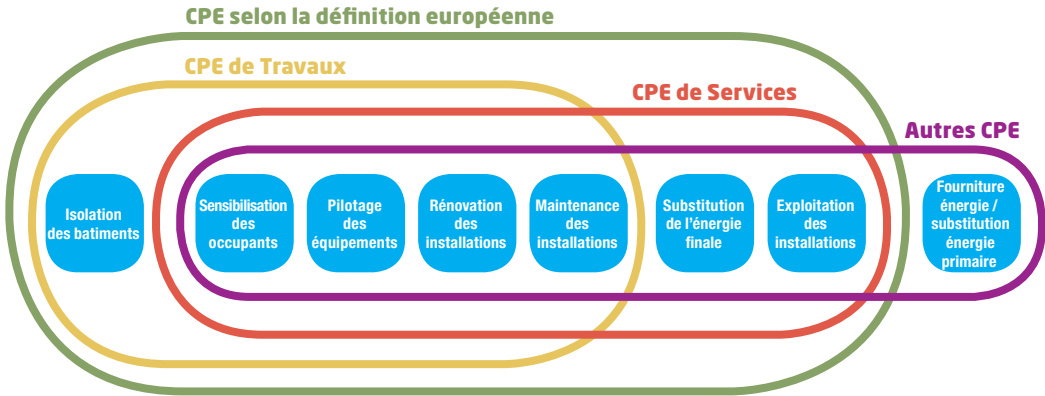 CPE selon la définition européenne
CPE de Travaux
CPE de Services
Autres CPE
Isolation
des batiments
Sensibilisation
des
occupants
Pilotage
des
équipements
Rénovation
des
installations
Maintenance
des
installations
Substitution
de l'énergie
finale
Exploitation
des
installations
Fourniture
énergie /
substitution
énergie
primaire